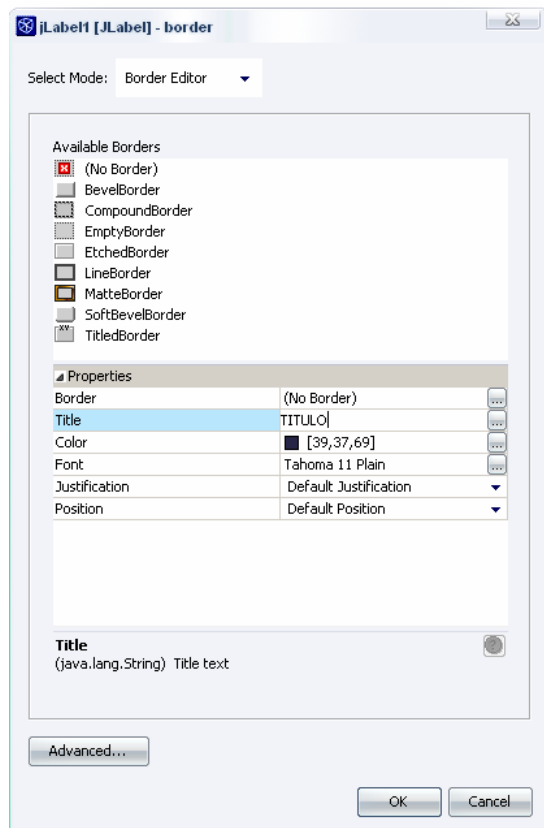 jLabel1 [JLabel] - border
Select Mode: Border Editor
Available Borders
(No Border)
BevelBorder
CompoundBorder
EmptyBorder
EtchedBorder
LineBorder
MatteBorder
SoftBevelBorder
XY TitledBorder
Properties
Border (No Border) ...
Title TITULO ...
Color [39,37,69] ...
Font Tahoma 11 Plain ...
Justification Default Justification
Position Default Position
Title
(java.lang.String) Title text
?
Advanced...
OK Cancel